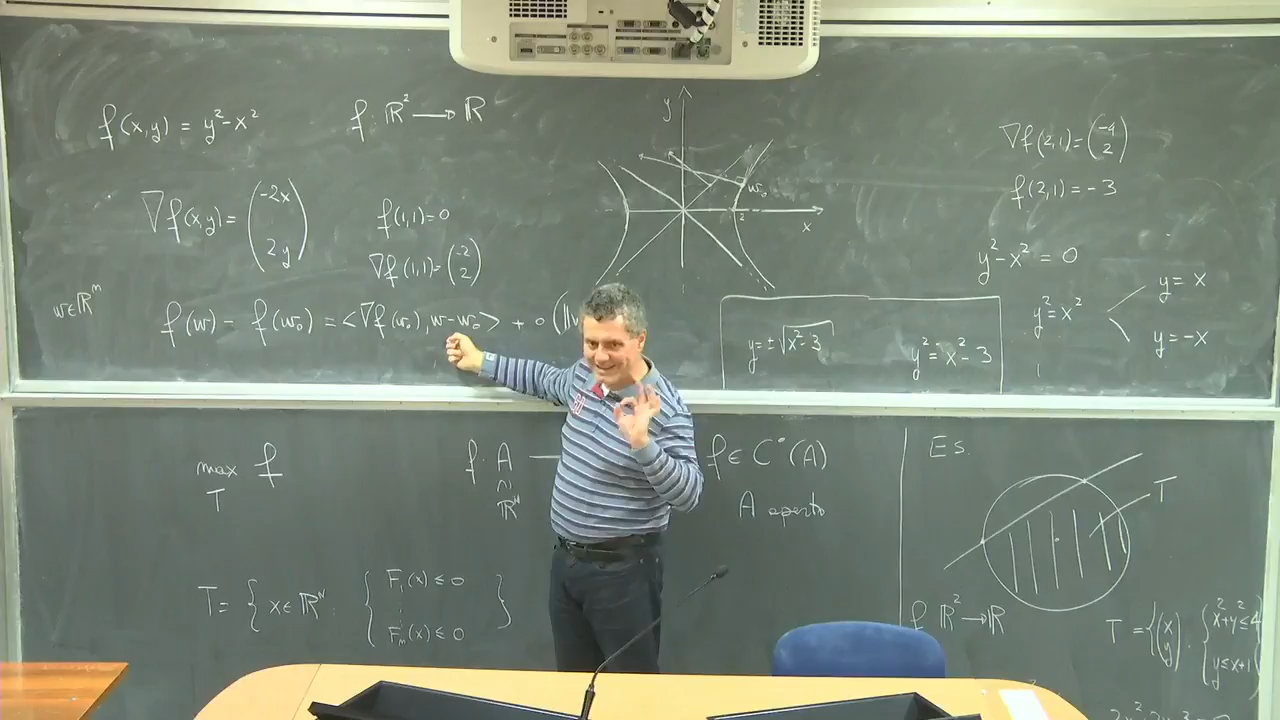 f(x,y) = y²-x²
f: ℝ² → ℝ
∇f(x,y) = (-2x 2y)
f(1,1)=0
∇f(1,1)=(-2 2)
w∈ℝᵐ
f(w) - f(w₀) = <∇f(w₀), w-w₀> + o(||w
y
w₀
2
x
∇f(2,1)=(-4 2)
f(2,1)=-3
y²-x² = 0
y²=x²
y=x
y=-x
y=±√x²-3
y²=x²-3
max f
T
f: A
∩
ℝᴺ
f∈C°(A)
A aperto
T = { x∈ℝᴺ: { F₁(x)≤0
⋮
Fₘ(x)≤0 }
Es.
T
f: ℝ²→ℝ
T = {(x y): { x²+y²≤4
y≤x+1